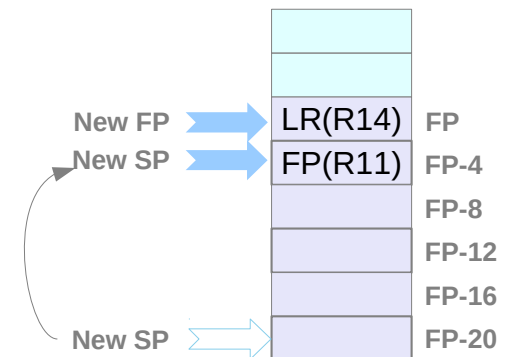 New FP LR(R14) FP
New SP FP(R11) FP-4
FP-8
FP-12
FP-16
New SP FP-20